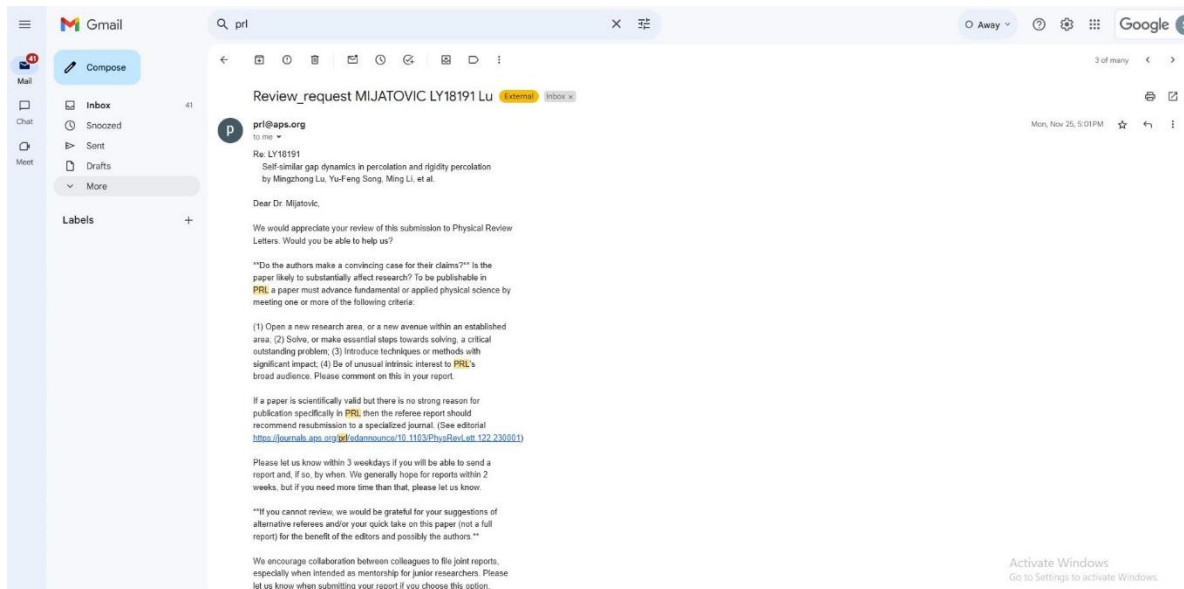 Gmail
prl
Away
Google
41
Mail
Compose
3 of many
Review_request MIJATOVIC LY18191 Lu External Inbox x
Inbox 41
Chat
Snoozed
p
prl@aps.org
Mon, Nov 25, 5:01 PM
to me
Meet
Sent
Drafts
More
Labels +
Re: LY18191
Self-similar gap dynamics in percolation and rigidity percolation
by Mingzhong Lu, Yu-Feng Song, Ming Li, et al.
Dear Dr. Mijatovic,
We would appreciate your review of this submission to Physical Review
Letters. Would you be able to help us?
**Do the authors make a convincing case for their claims?** Is the
paper likely to substantially affect research? To be publishable in
PRL a paper must advance fundamental or applied physical science by
meeting one or more of the following criteria:
(1) Open a new research area, or a new avenue within an established
area; (2) Solve, or make essential steps towards solving, a critical
outstanding problem; (3) Introduce techniques or methods with
significant impact; (4) Be of unusual intrinsic interest to PRL's
broad audience. Please comment on this in your report.
If a paper is scientifically valid but there is no strong reason for
publication specifically in PRL then the referee report should
recommend resubmission to a specialized journal. (See editorial
https://journals.aps.org/prl/edannounce/10.1103/PhysRevLett.122.230001)
Please let us know within 3 weekdays if you will be able to send a
report and, if so, by when. We generally hope for reports within 2
weeks, but if you need more time than that, please let us know.
**If you cannot review, we would be grateful for your suggestions of
alternative referees and/or your quick take on this paper (not a full
report) for the benefit of the editors and possibly the authors.**
We encourage collaboration between colleagues to file joint reports,
especially when intended as mentorship for junior researchers. Please
let us know when submitting your report if you choose this option.
Activate Windows
Go to Settings to activate Windows.